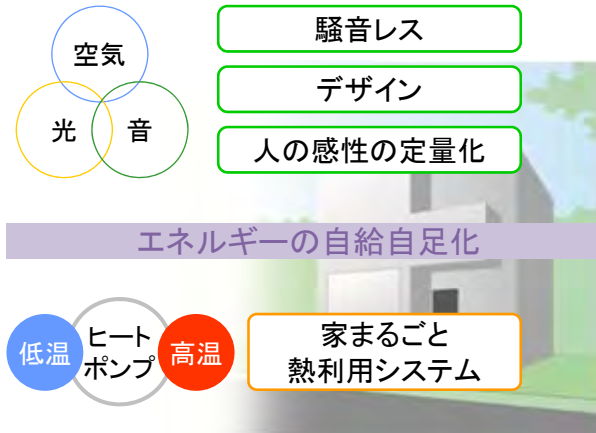 空気
光
音
騒音レス
デザイン
人の感性の定量化
エネルギーの自給自足化
低温
ヒート
ポンプ
高温
家まるごと
熱利用システム